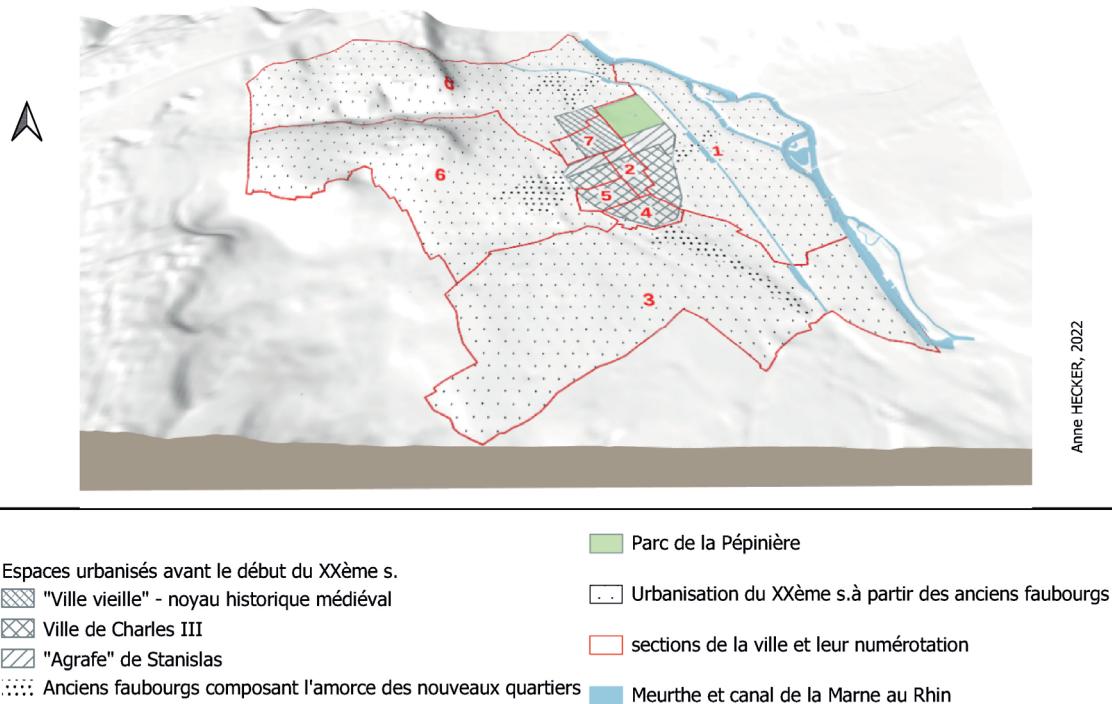 8
7
1
2
6
5
4
3
Anne HECKER, 2022
Espaces urbanisés avant le début du XXème s.
"Ville vieille" - noyau historique médiéval
Ville de Charles III
"Agrafe" de Stanislas
Anciens faubourgs composant l'amorce des nouveaux quartiers
Parc de la Pépinière
Urbanisation du XXème s.à partir des anciens faubourgs
sections de la ville et leur numérotation
Meurthe et canal de la Marne au Rhin